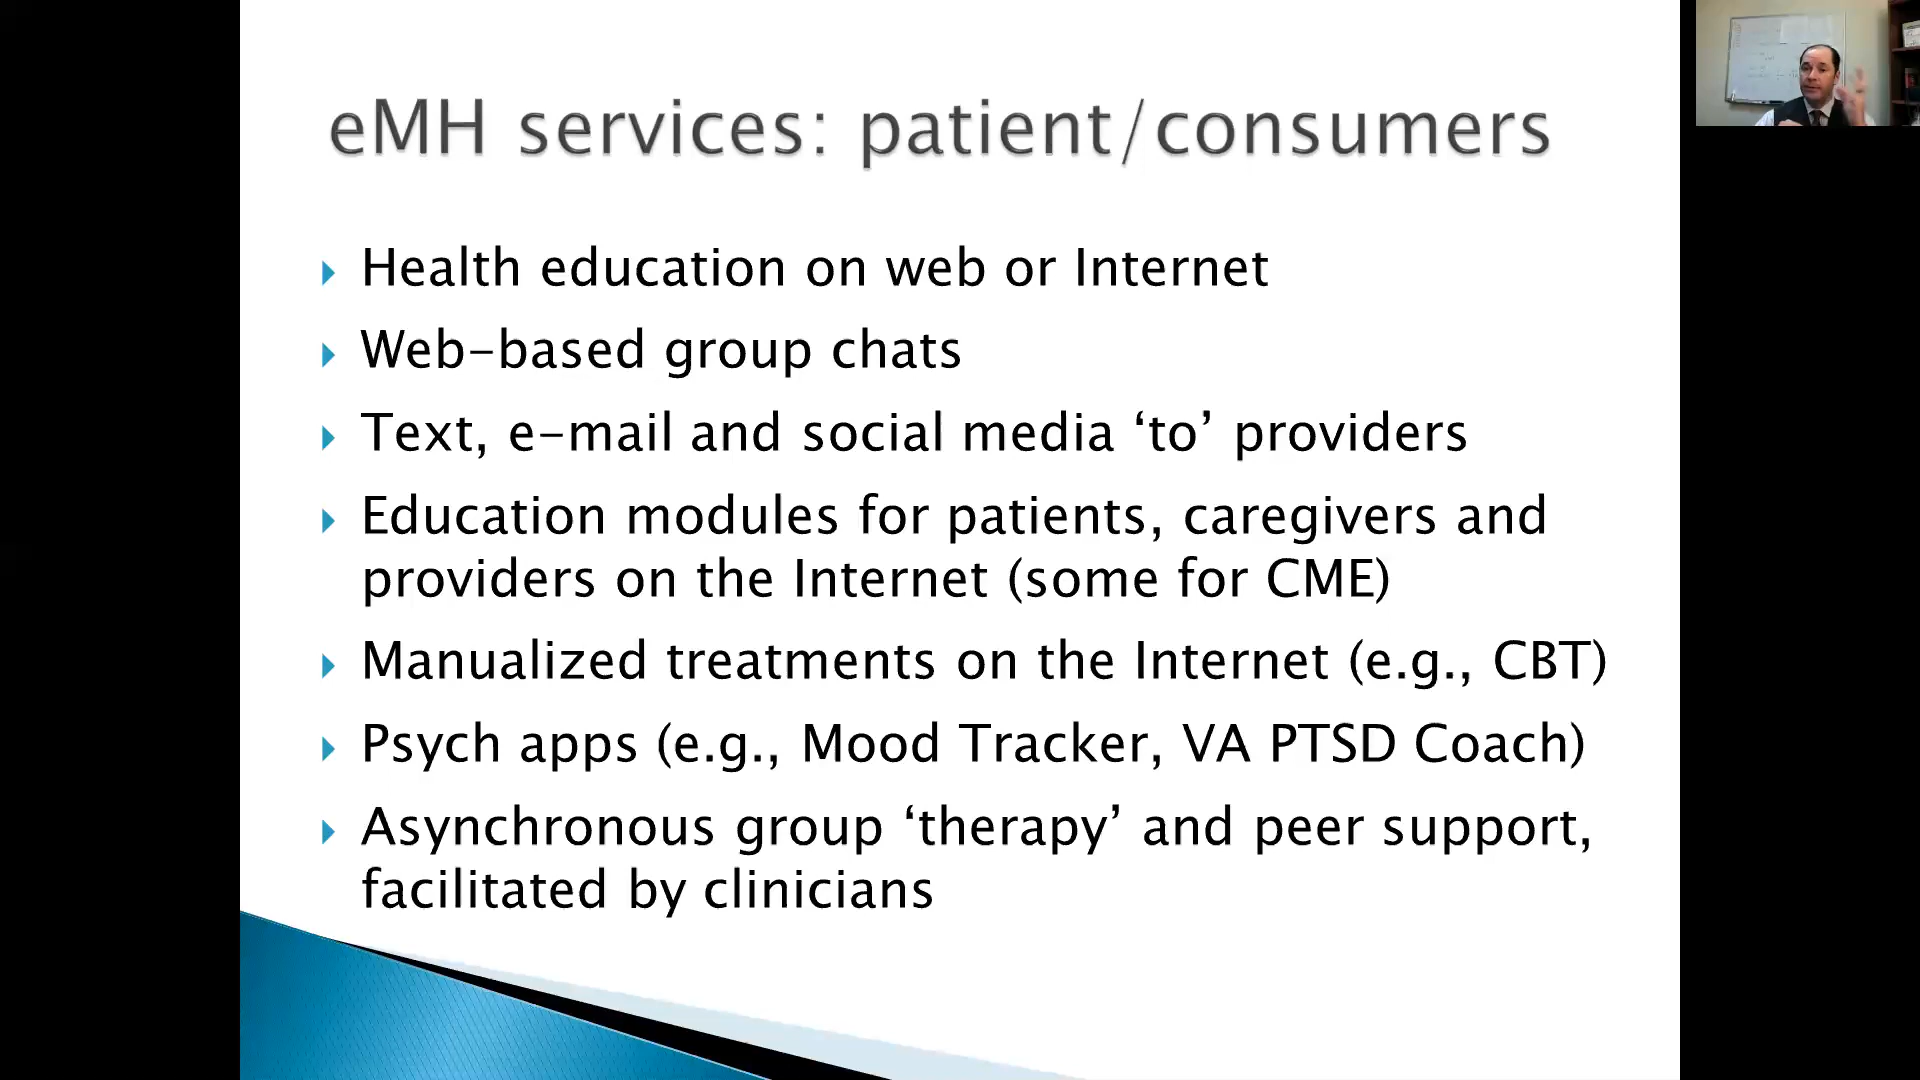 eMH services: patient/consumers
Health education on web or Internet
Web-based group chats
Text, e-mail and social media ‘to’ providers
Education modules for patients, caregivers and
providers on the Internet (some for CME)
Manualized treatments on the Internet (e.g., CBT)
Psych apps (e.g., Mood Tracker, VA PTSD Coach)
Asynchronous group ‘therapy’ and peer support,
facilitated by clinicians